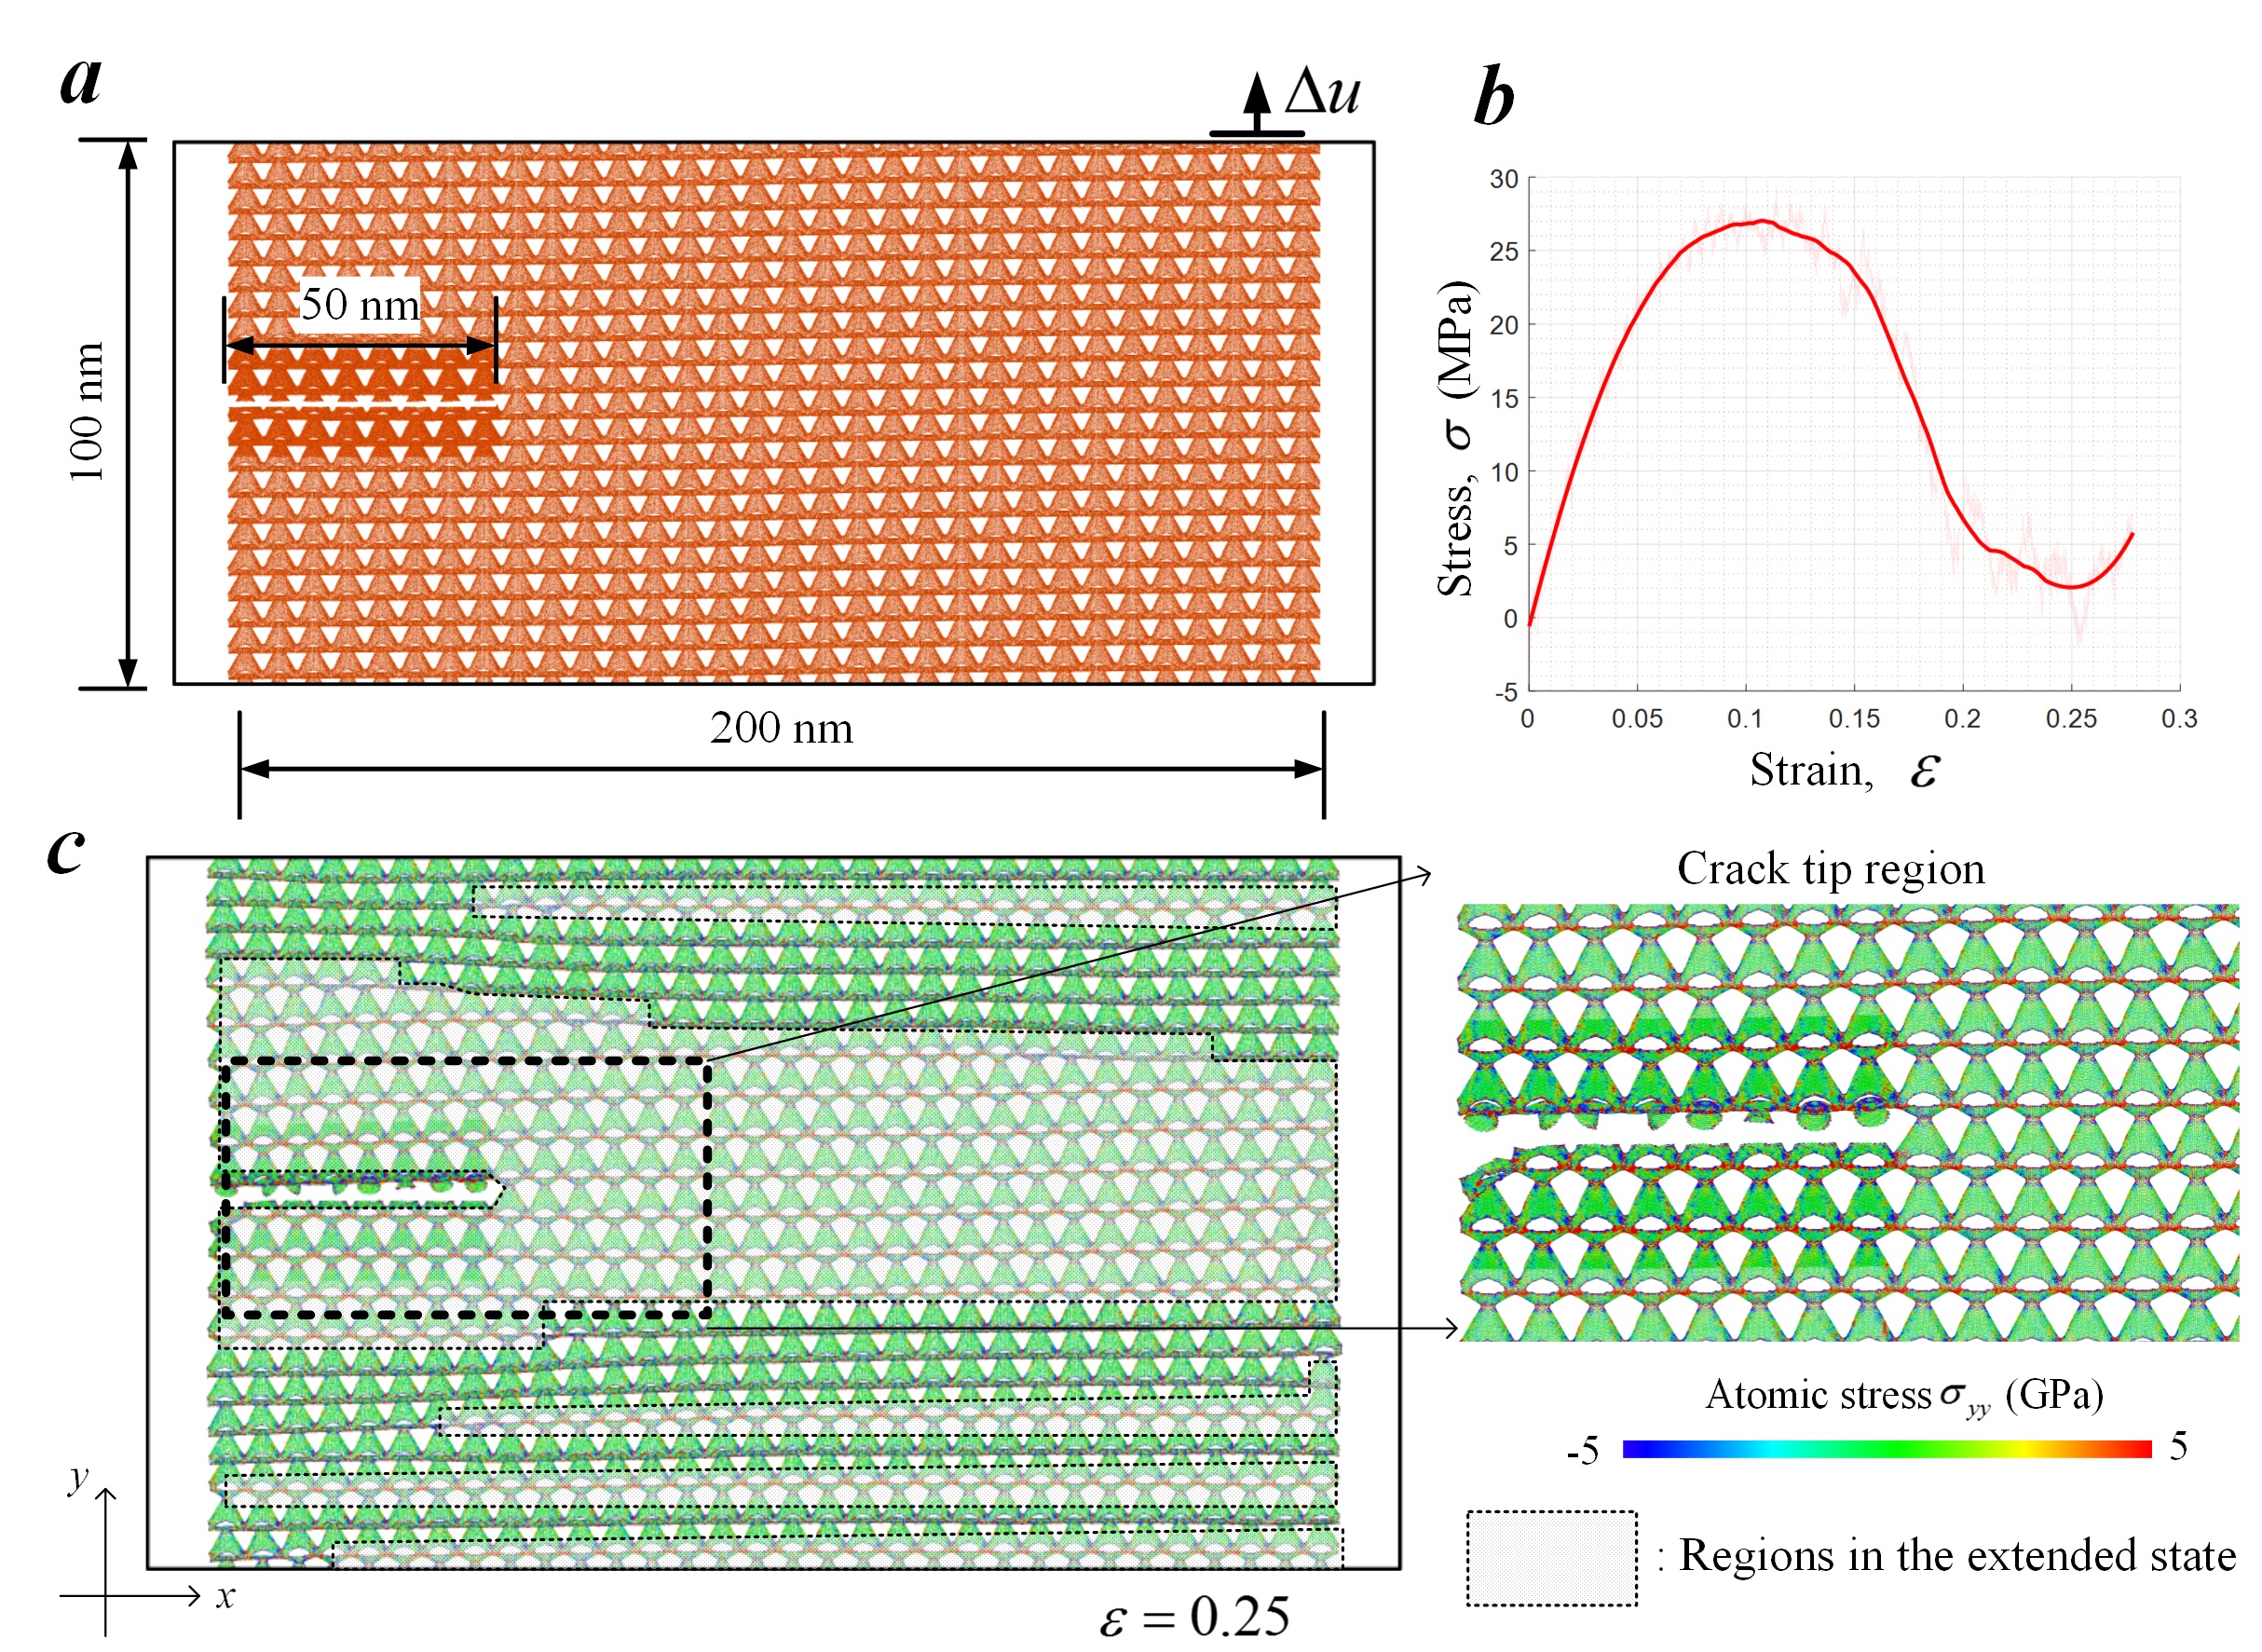 a
Δu
50 nm
100 nm
200 nm
b
30
25
20
15
10
5
0
-5
0 0.05 0.1 0.15 0.2 0.25 0.3
Stress, σ (MPa)
Strain, ε
c
Crack tip region
Atomic stress σyy (GPa)
-5 5
: Regions in the extended state
y
x
ε = 0.25